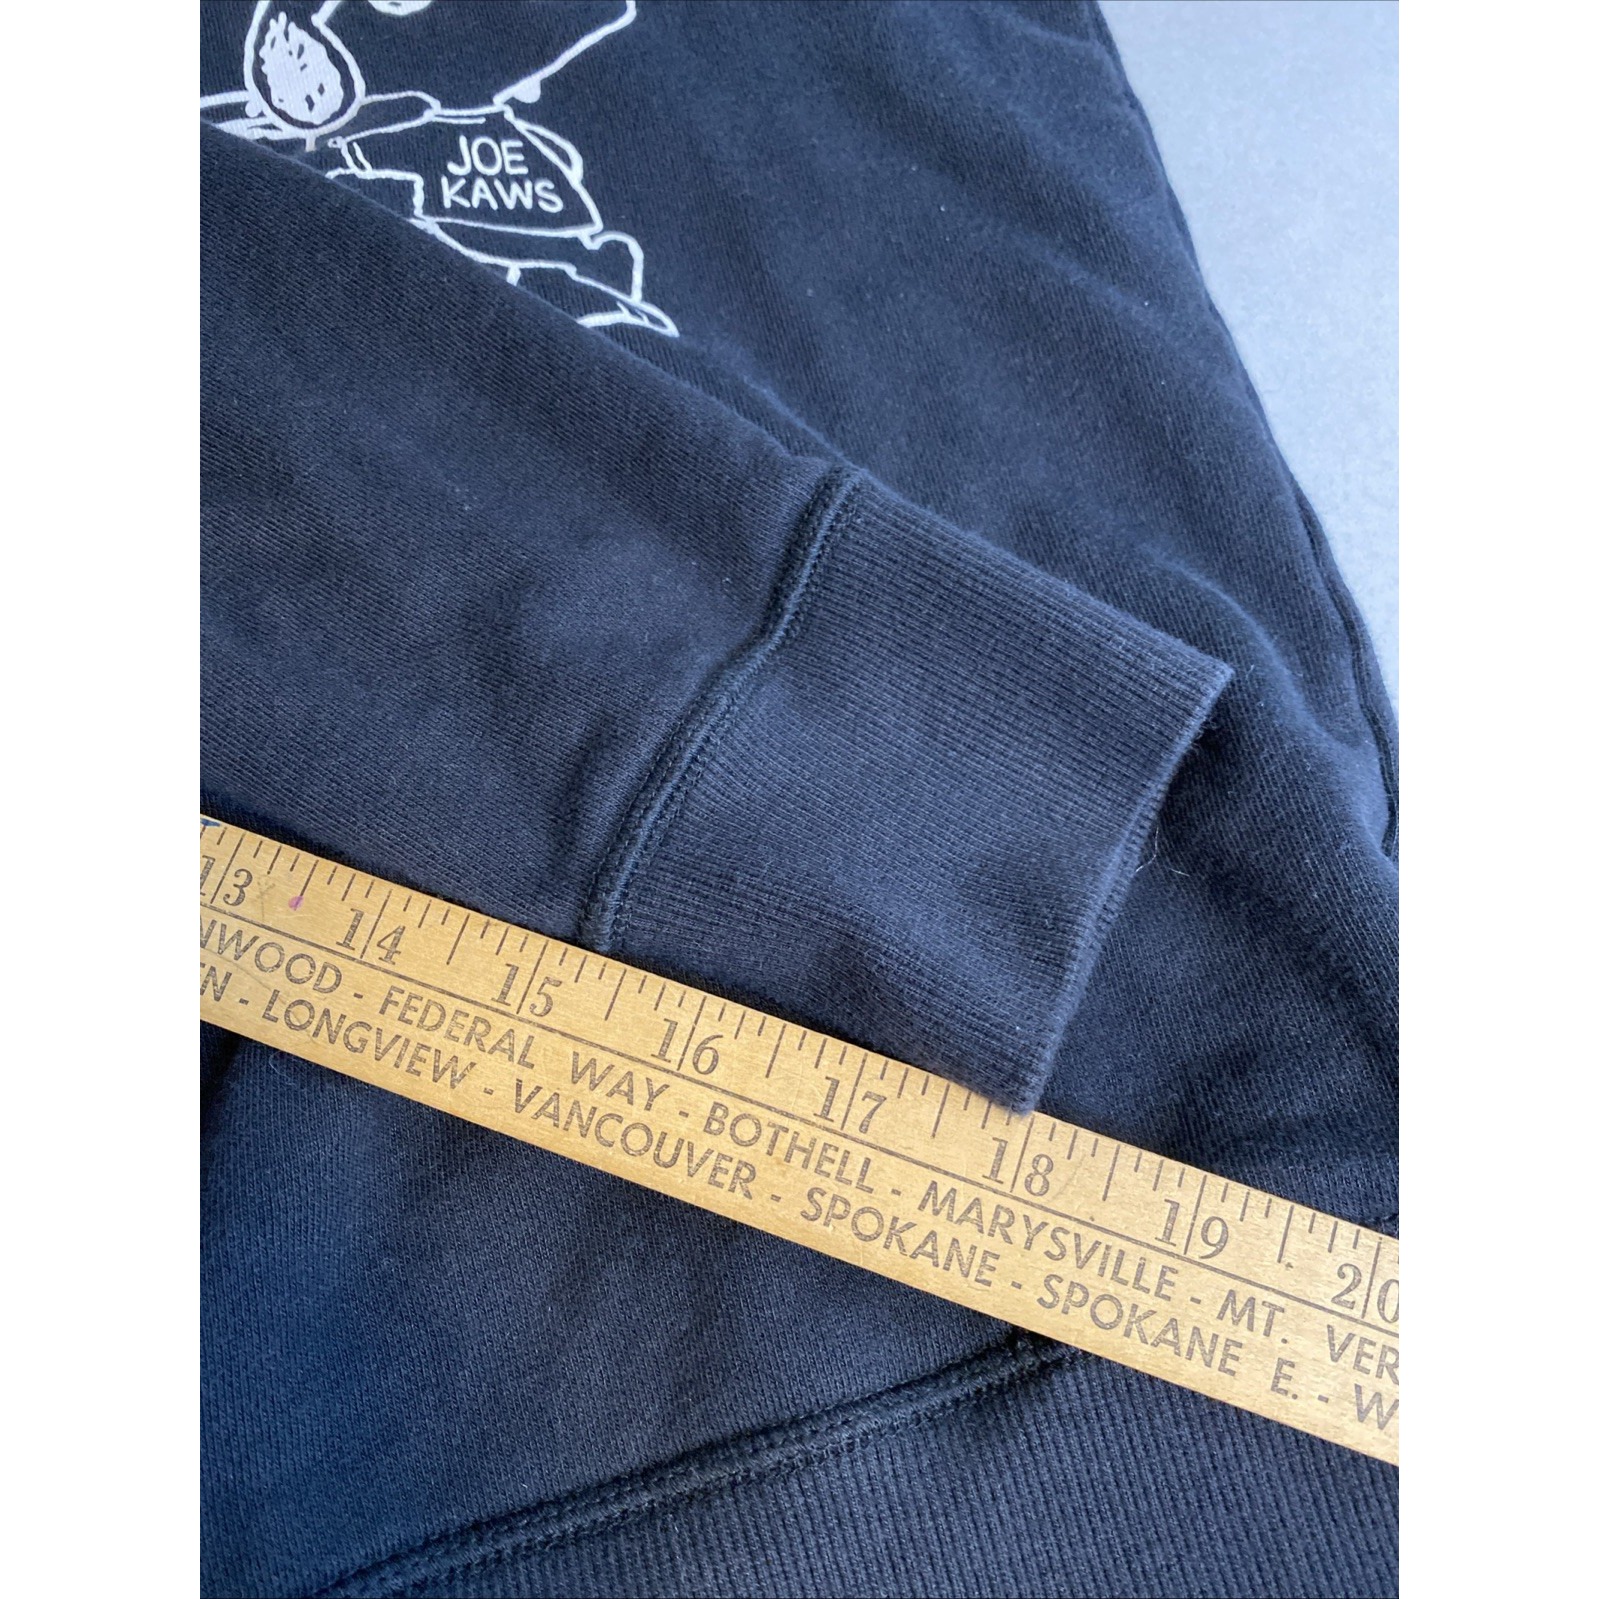 JOE
KAWS
13 14 15 16 17 18 19 20
NWOOD - FEDERAL WAY - BOTHELL - MARYSVILLE - MT. VER
N - LONGVIEW - VANCOUVER - SPOKANE - SPOKANE E. - W